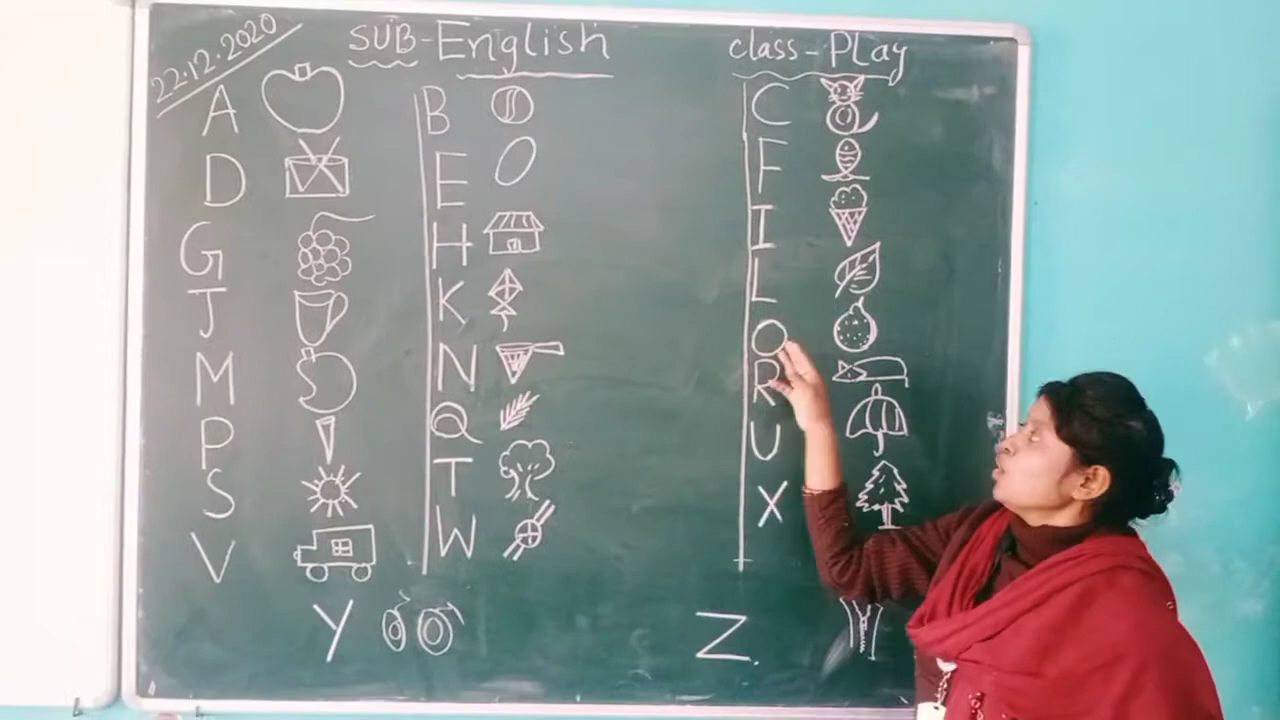 22.12.2020
SUB-English class-Play
A B C
D E F
G H I
J K L
M N O
P Q R
S T U
V W X
Y Z.